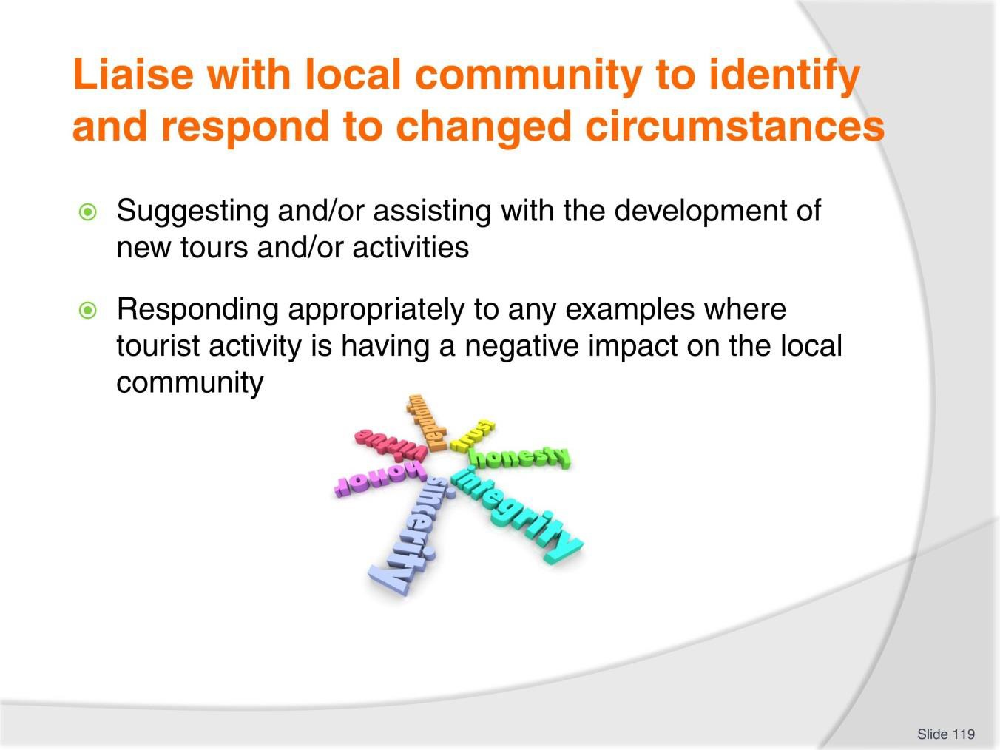 Liaise with local community to identify
and respond to changed circumstances
Suggesting and/or assisting with the development of
new tours and/or activities
Responding appropriately to any examples where
tourist activity is having a negative impact on the local
community
reputation
trust
virtue
honesty
honor
integrity
sincerity
Slide 119